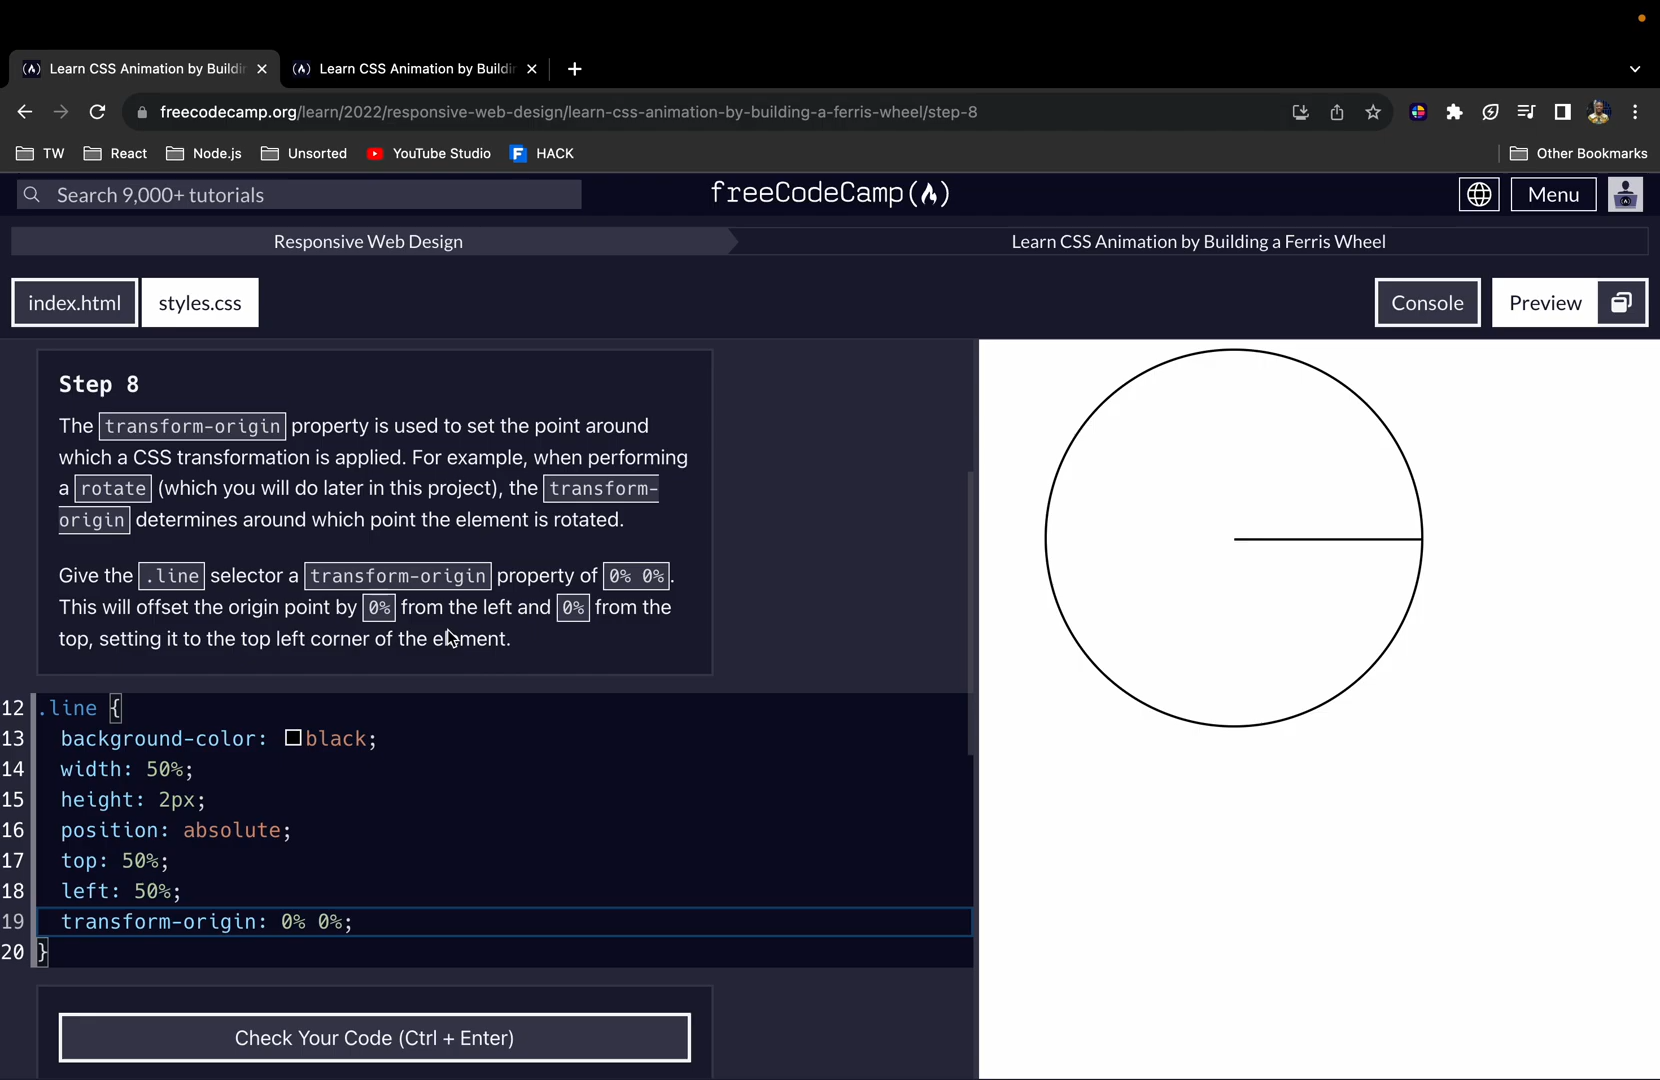 Learn CSS Animation by Buildi
Learn CSS Animation by Buildi
freecodecamp.org/learn/2022/responsive-web-design/learn-css-animation-by-building-a-ferris-wheel/step-8
TW React Node.js Unsorted YouTube Studio HACK Other Bookmarks
Search 9,000+ tutorials freeCodeCamp Menu
Responsive Web Design Learn CSS Animation by Building a Ferris Wheel
index.html styles.css Console Preview
Step 8
The transform-origin property is used to set the point around
which a CSS transformation is applied. For example, when performing
a rotate (which you will do later in this project), the transform-
origin determines around which point the element is rotated.
Give the .line selector a transform-origin property of 0% 0%.
This will offset the origin point by 0% from the left and 0% from the
top, setting it to the top left corner of the element.
12 .line {
13 background-color: black;
14 width: 50%;
15 height: 2px;
16 position: absolute;
17 top: 50%;
18 left: 50%;
19 transform-origin: 0% 0%;
20 }
Check Your Code (Ctrl + Enter)